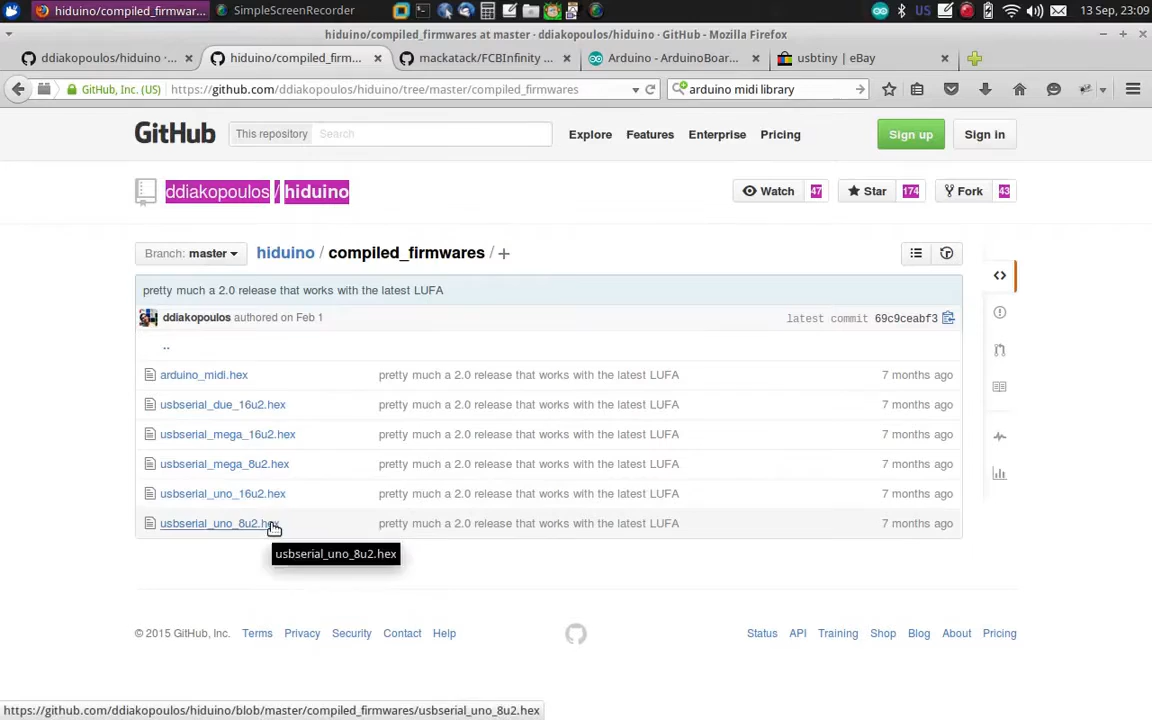 hiduino/compiled_firmwar...
SimpleScreenRecorder
US
13 Sep, 23:09
hiduino/compiled_firmwares at master · ddiakopoulos/hiduino · GitHub - Mozilla Firefox
ddiakopoulos/hiduino ·...
hiduino/compiled_firm...
mackatack/FCBInfinity ...
Arduino - ArduinoBoar...
usbtiny | eBay
GitHub, Inc. (US)
https://github.com/ddiakopoulos/hiduino/tree/master/compiled_firmwares
arduino midi library
GitHub
This repository
Search
Explore
Features
Enterprise
Pricing
Sign up
Sign in
ddiakopoulos / hiduino
Watch 47
Star 174
Fork 43
Branch: master
hiduino / compiled_firmwares / +
pretty much a 2.0 release that works with the latest LUFA
ddiakopoulos authored on Feb 1
latest commit 69c9ceabf3
..
arduino_midi.hex pretty much a 2.0 release that works with the latest LUFA 7 months ago
usbserial_due_16u2.hex pretty much a 2.0 release that works with the latest LUFA 7 months ago
usbserial_mega_16u2.hex pretty much a 2.0 release that works with the latest LUFA 7 months ago
usbserial_mega_8u2.hex pretty much a 2.0 release that works with the latest LUFA 7 months ago
usbserial_uno_16u2.hex pretty much a 2.0 release that works with the latest LUFA 7 months ago
usbserial_uno_8u2.hex pretty much a 2.0 release that works with the latest LUFA 7 months ago
usbserial_uno_8u2.hex
© 2015 GitHub, Inc. Terms Privacy Security Contact Help
Status API Training Shop Blog About Pricing
https://github.com/ddiakopoulos/hiduino/blob/master/compiled_firmwares/usbserial_uno_8u2.hex